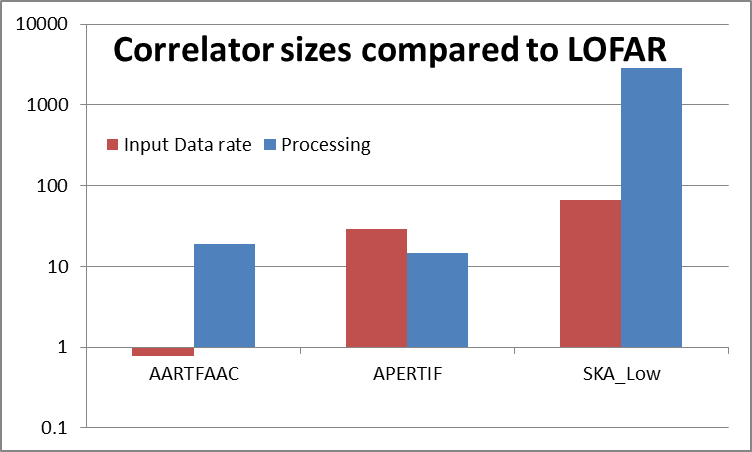 Correlator sizes compared to LOFAR
10000
1000
100
10
1
0.1
Input Data rate
Processing
AARTFAAC
APERTIF
SKA_Low